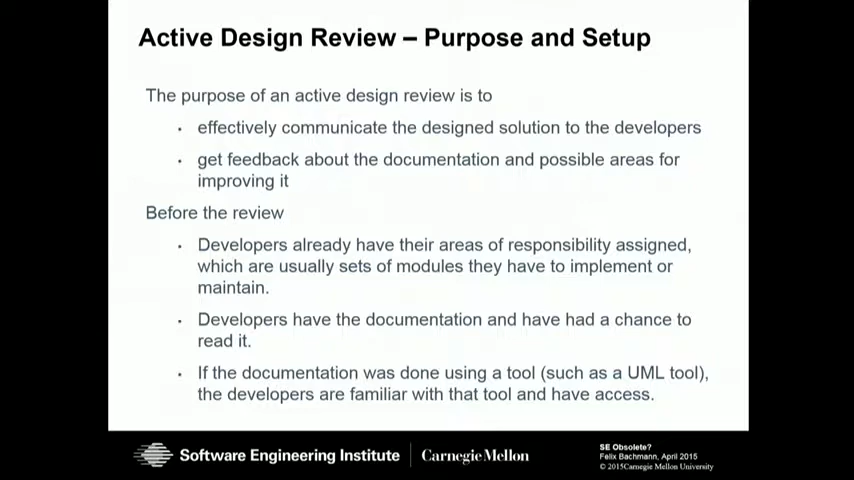 Active Design Review – Purpose and Setup
The purpose of an active design review is to
· effectively communicate the designed solution to the developers
· get feedback about the documentation and possible areas for
improving it
Before the review
· Developers already have their areas of responsibility assigned,
which are usually sets of modules they have to implement or
maintain.
· Developers have the documentation and have had a chance to
read it.
· If the documentation was done using a tool (such as a UML tool),
the developers are familiar with that tool and have access.
Software Engineering Institute | Carnegie Mellon
SE Obsolete?
Felix Bachmann, April 2015
© 2015Carnegie Mellon University